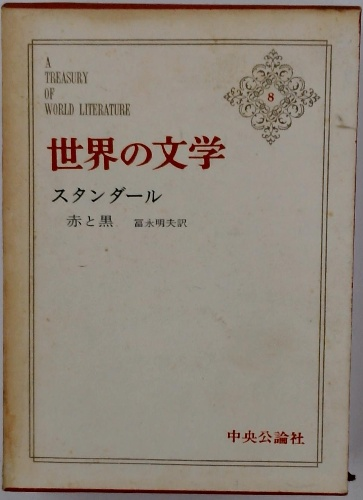 A
TREASURY
OF
WORLD LITERATURE
8
世界の文学
スタンダール
赤と黒 冨永明夫訳
中央公論社